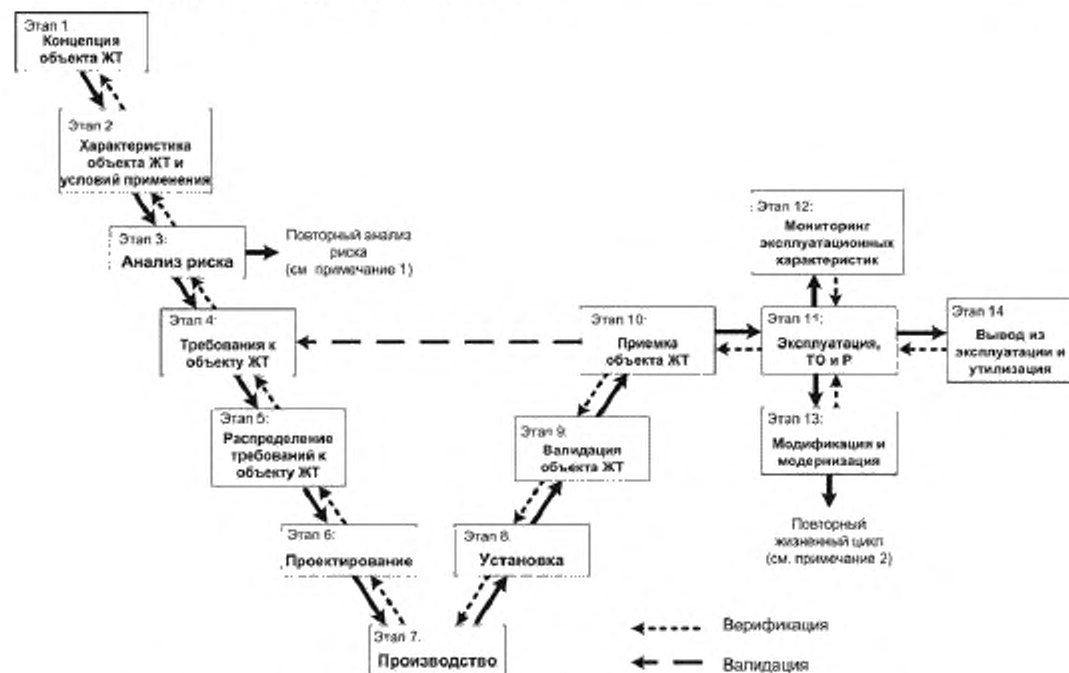 Этап 1
Концепция
объекта ЖТ
Этап 2
Характеристика
объекта ЖТ и
условий применения
Этап 3:
Анализ риска
Повторный анализ
риска
(см примечание 1)
Этап 4:
Требования к
объекту ЖТ
Этап 5:
Распределение
требований к
объекту ЖТ
Этап 6:
Проектирование
Этап 7.
Производство
Этап 8.
Установка
Этап 9.
Валидация
объекта ЖТ
Этап 10:
Приемка
объекта ЖТ
Этап 11:
Эксплуатация,
ТО и Р
Этап 12:
Мониторинг
эксплуатационных
характеристик
Этап 13:
Модификация и
модернизация
Повторный
жизненный цикл
(см. примечание 2)
Этап 14
Вывод из
эксплуатации и
утилизация
Верификация
Валидация